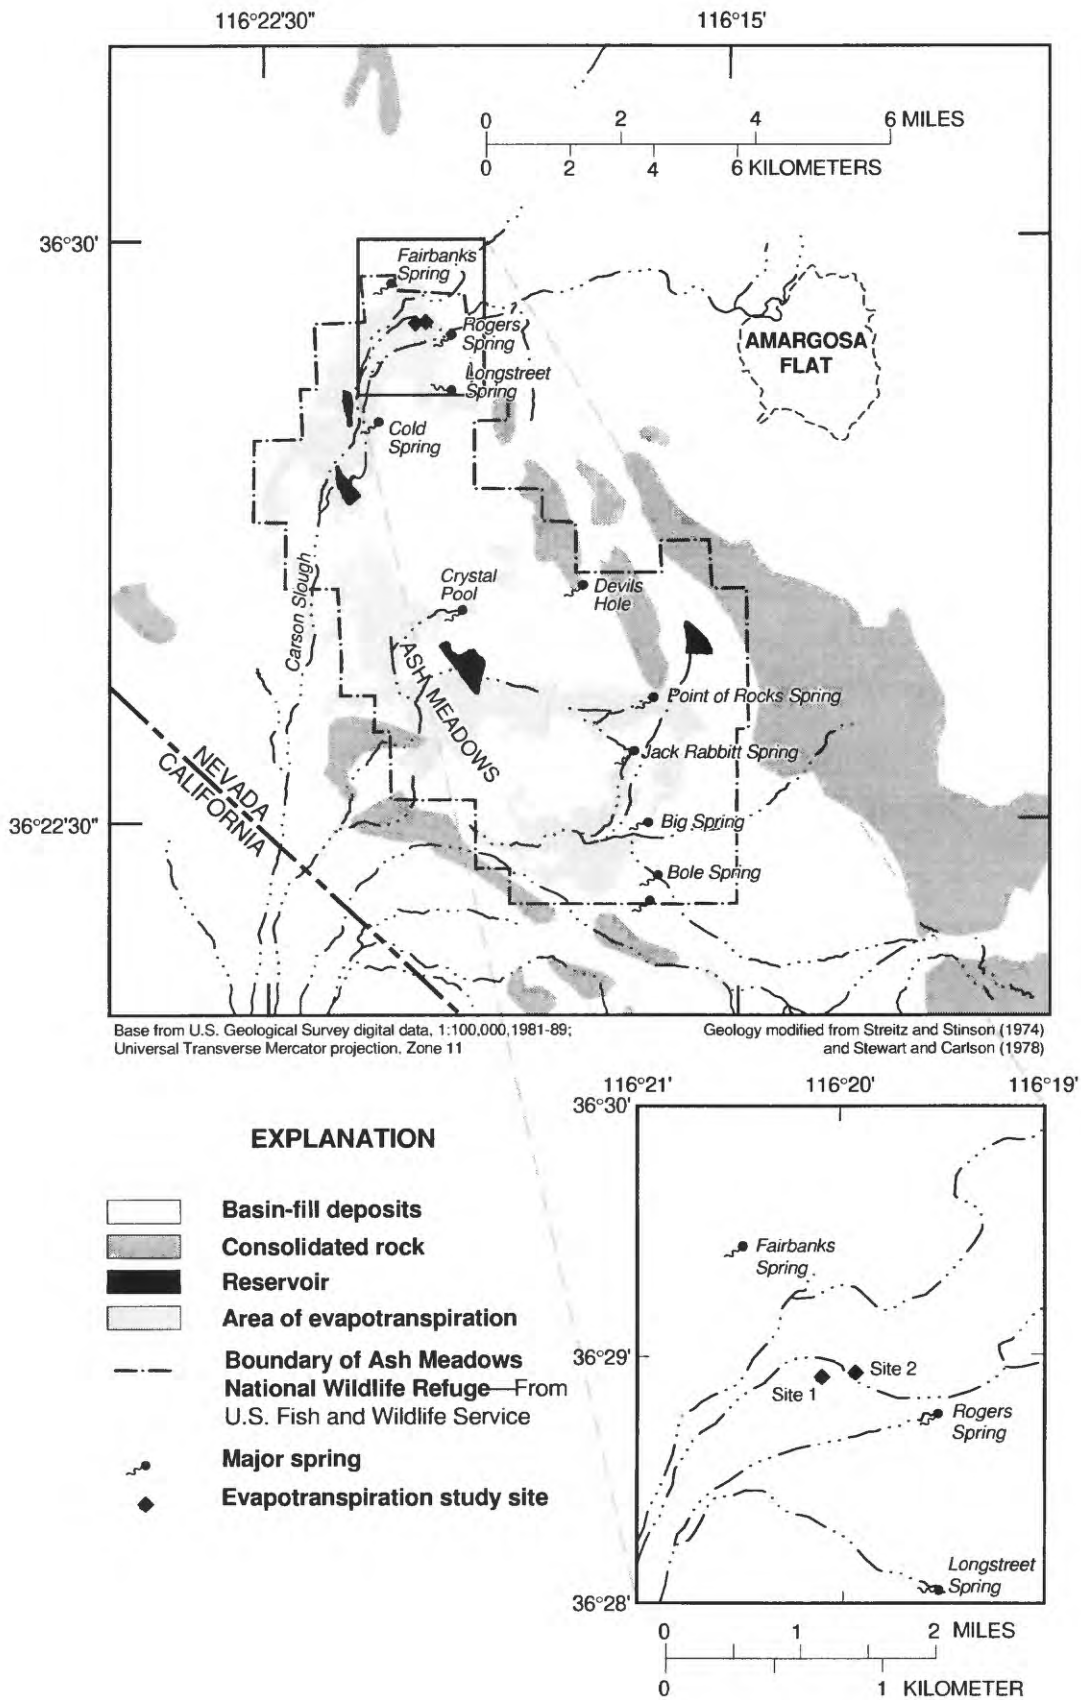 116°22'30"
116°15'
0 2 4 6 MILES
0 2 4 6 KILOMETERS
36°30'
Fairbanks
Spring
Rogers
Spring
Longstreet
Spring
Cold
Spring
AMARGOSA
FLAT
Carson Slough
Crystal
Pool
Devils
Hole
ASH MEADOWS
Point of Rocks Spring
Jack Rabbitt Spring
NEVADA
CALIFORNIA
36°22'30"
Big Spring
Bole Spring
Base from U.S. Geological Survey digital data, 1:100,000,1981-89;
Universal Transverse Mercator projection. Zone 11
Geology modified from Streitz and Stinson (1974)
and Stewart and Carlson (1978)
EXPLANATION
Basin-fill deposits
Consolidated rock
Reservoir
Area of evapotranspiration
Boundary of Ash Meadows
National Wildlife Refuge—From
U.S. Fish and Wildlife Service
Major spring
Evapotranspiration study site
116°21'
116°20'
116°19'
36°30'
Fairbanks
Spring
36°29'
Site 2
Site 1
Rogers
Spring
Longstreet
Spring
36°28'
0 1 2 MILES
0 1 KILOMETER